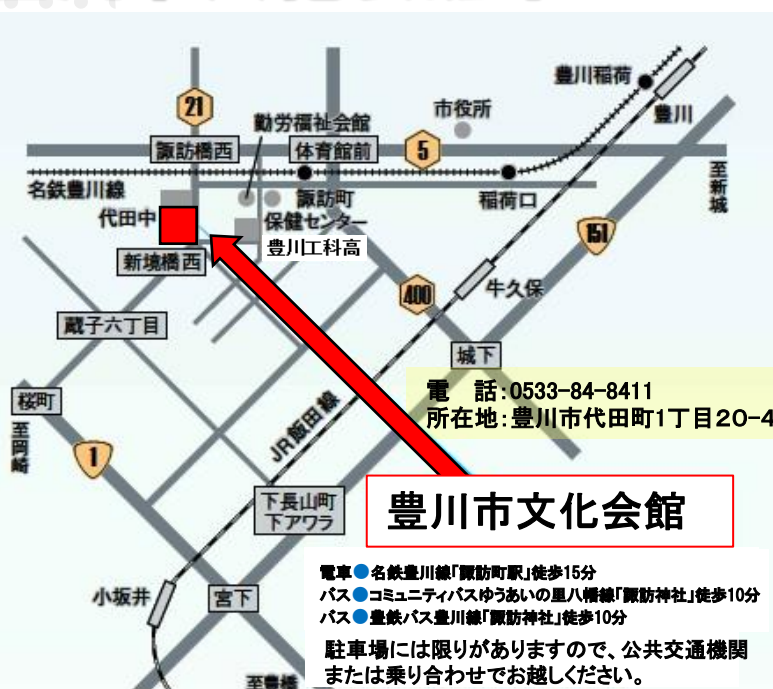 豊川稲荷
豊川
21
市役所
勤労福祉会館
諏訪橋西
体育館前
5
至新城
名鉄豊川線
諏訪町
稲荷口
代田中
保健センター
151
豊川工科高
新境橋西
400
牛久保
蔵子六丁目
城下
電 話:0533-84-8411
所在地:豊川市代田町1丁目20-4
桜町
至岡崎
1
JR飯田線
下長山町
下アワラ
豊川市文化会館
電車●名鉄豊川線「諏訪町駅」徒歩15分
バス●コミュニティバスゆうあいの里八幡線「諏訪神社」徒歩10分
バス●豊鉄バス豊川線「諏訪神社」徒歩10分
小坂井
宮下
駐車場には限りがありますので、公共交通機関
または乗り合わせでお越しください。
至豊橋